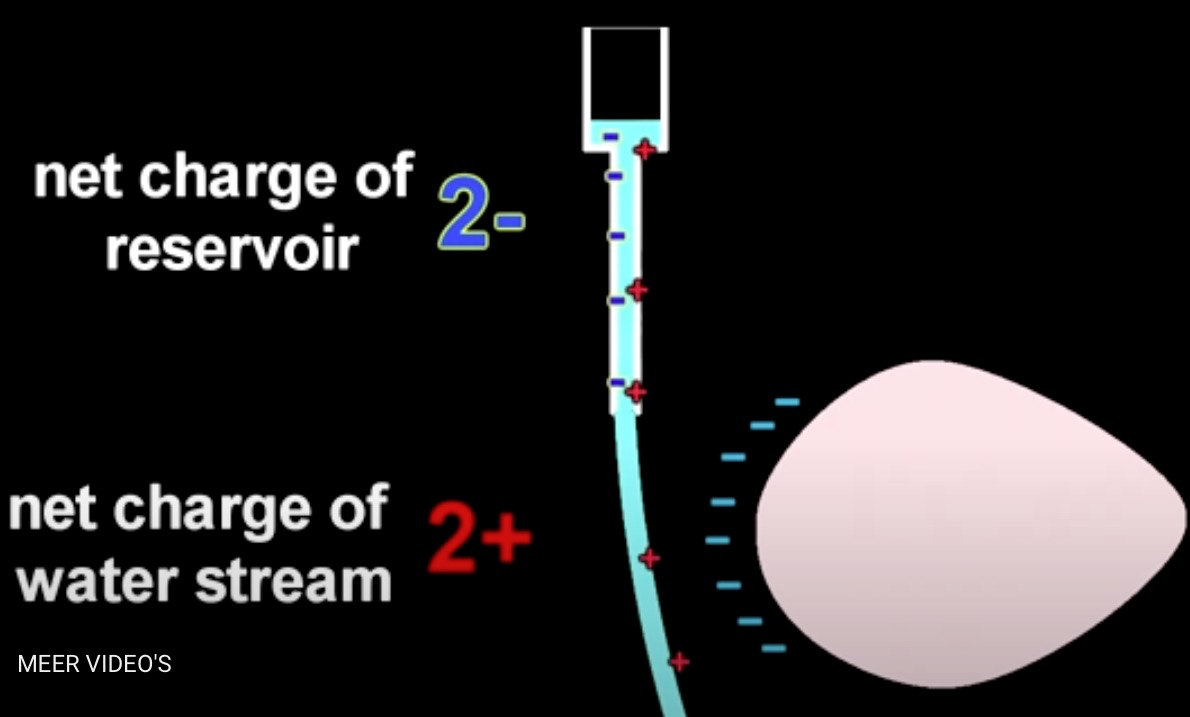 net charge of
reservoir
2-
net charge of
water stream
2+
MEER VIDEO'S